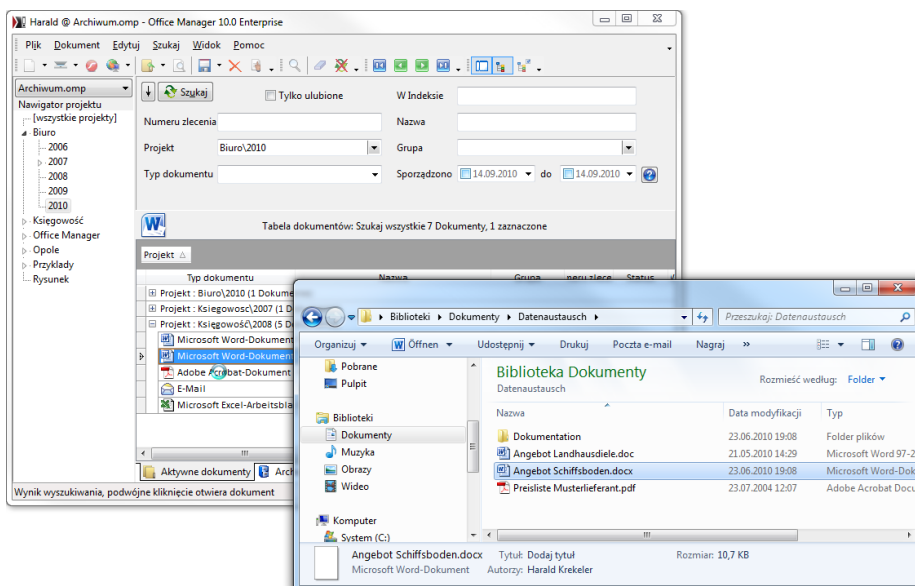 Harald @ Archiwum.omp - Office Manager 10.0 Enterprise
Plik Dokument Edytuj Szukaj Widok Pomoc
Archiwum.omp
Nawigator projektu
[wszystkie projekty]
Biuro
2006
2007
2008
2009
2010
Księgowość
Office Manager
Opole
Przyklady
Rysunek
Szukaj Tylko ulubione W Indeksie
Numeru zlecenia Nazwa
Projekt Biuro\2010 Grupa
Typ dokumentu Sporządzono 14.09.2010 do 14.09.2010
Tabela dokumentów: Szukaj wszystkie 7 Dokumenty, 1 zaznaczone
Projekt
Typ dokumentu Nazwa Grupa Status
Projekt : Biuro\2010 (1 Dokume
Projekt : Ksiegowosc\2007 (1 D
Projekt : Księgowość\2008 (5 D
Microsoft Word-Dokument
Microsoft Word-Dokument
Adobe Acrobat-Dokument
E-Mail
Microsoft Excel-Arbeitsbla
Aktywne dokumenty Arch
Wynik wyszukiwania, podwójne kliknięcie otwiera dokument
Biblioteki Dokumenty Datenaustausch
Przeszukaj: Datenaustausch
Organizuj Öffnen Udostępnij Drukuj Poczta e-mail Nagraj »
Pobrane
Pulpit
Biblioteki
Dokumenty
Muzyka
Obrazy
Wideo
Komputer
System (C:)
Biblioteka Dokumenty
Datenaustausch
Rozmieść według: Folder
Nazwa Data modyfikacji Typ
Dokumentation 23.06.2010 19:08 Folder plików
Angebot Landhausdiele.doc 21.05.2010 14:29 Microsoft Word 97-2
Angebot Schiffsboden.docx 23.06.2010 19:08 Microsoft Word-Dok
Preisliste Musterlieferant.pdf 23.07.2004 12:07 Adobe Acrobat Docu
Angebot Schiffsboden.docx Tytuł: Dodaj tytuł Rozmiar: 10,7 KB
Microsoft Word-Dokument Autorzy: Harald Krekeler